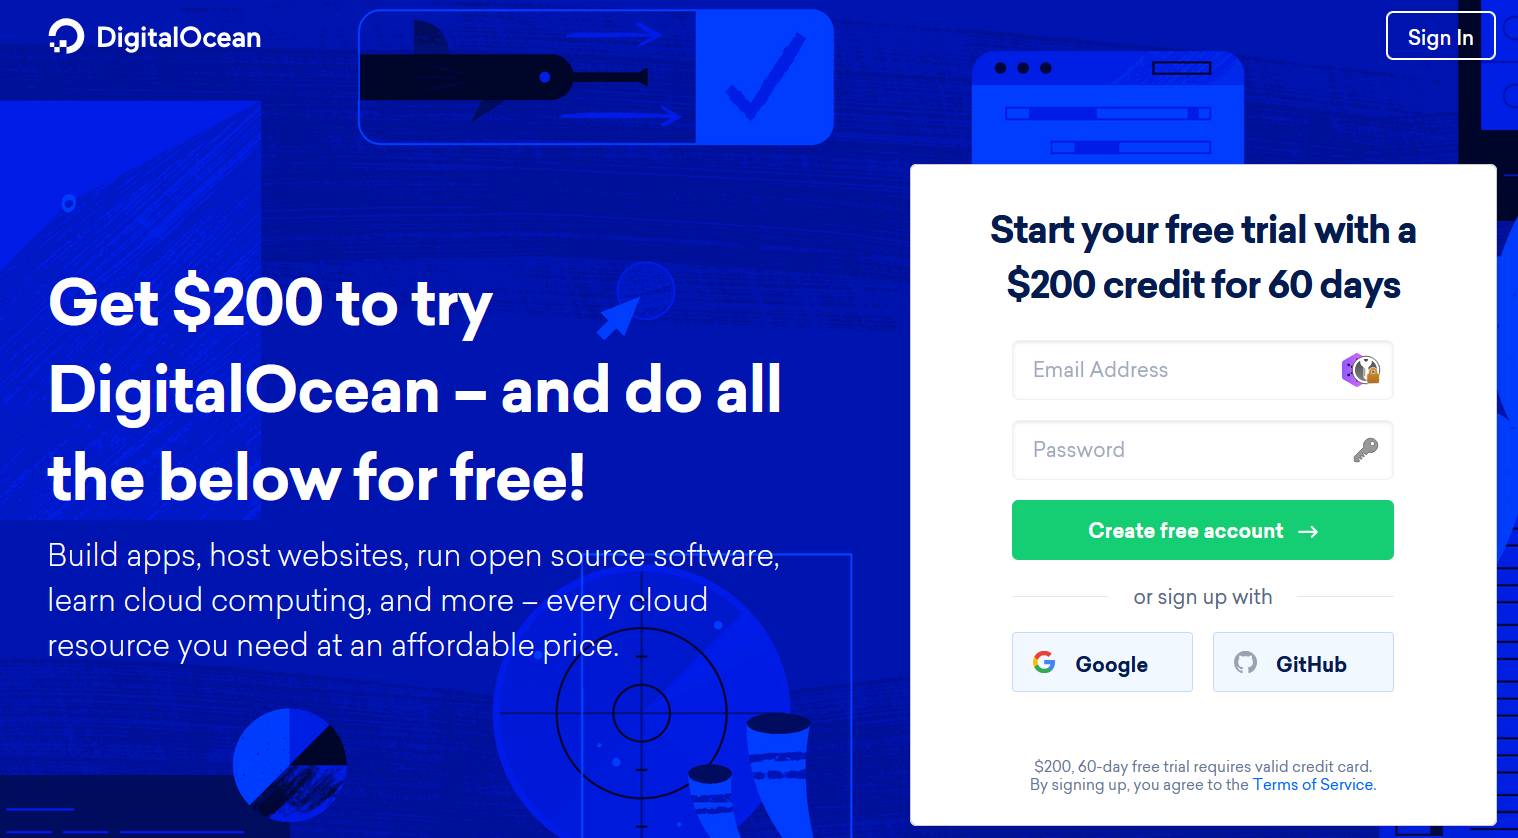 DigitalOcean
Sign In
Get $200 to try
DigitalOcean – and do all
the below for free!
Build apps, host websites, run open source software,
learn cloud computing, and more – every cloud
resource you need at an affordable price.
Start your free trial with a
$200 credit for 60 days
Email Address
Password
Create free account →
or sign up with
Google
GitHub
$200, 60-day free trial requires valid credit card.
By signing up, you agree to the Terms of Service.